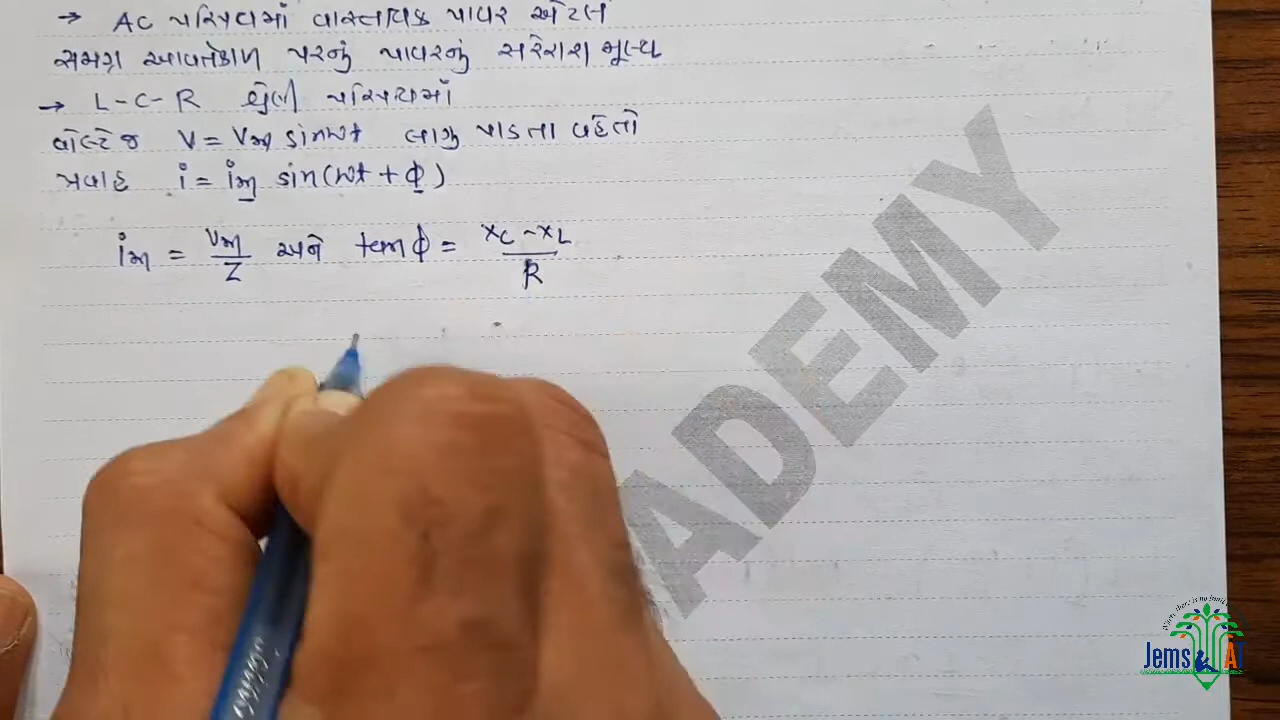 → AC પરિપથમાં વાસ્તવિક પાવર એટલે
સમગ્ર આવર્તકાળ પરનું પાવરનું સરેરાશ મૂલ્ય
→ L-C-R શ્રેણી પરિપથમાં
વોલ્ટેજ V = Vm sinωt લાગુ પાડતા વહેતો
પ્રવાહ i = im sin(ωt + ϕ)
im = Vm/Z અને tanϕ = XC - XL/R
ADEMY
Jems AT